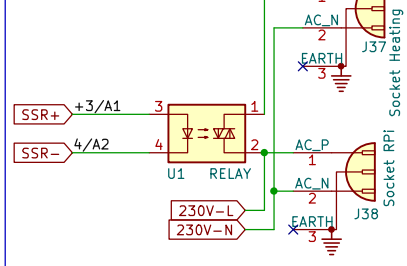 1
AC_N
2
EARTH
3
J37
Socket Heating
SSR+
+3/A1
3
1
SSR-
4/A2
4
2
U1
RELAY
AC_P
1
AC_N
2
EARTH
3
J38
Socket RPi
230V-L
230V-N